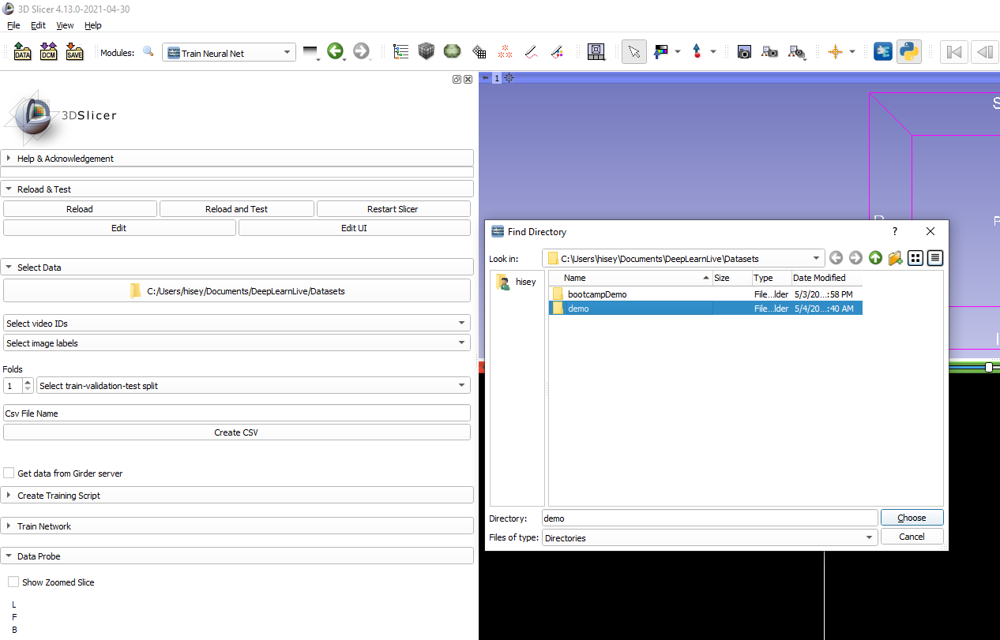 3D Slicer 4.13.0-2021-04-30
File Edit View Help
DATA DCM SAVE Modules: Train Neural Net
1
3DSlicer
S
Help & Acknowledgement
Reload & Test
Reload Reload and Test Restart Slicer
Edit Edit UI
R P
Find Directory ?
Look in: C:\Users\hisey\Documents\DeepLearnLive\Datasets
Select Data
hisey
Name Size Type Date Modified
C:/Users/hisey/Documents/DeepLearnLive/Datasets
bootcampDemo File...lder 5/3/20...:58 PM
demo File...lder 5/4/20...:40 AM
Select video IDs
Select image labels
I
Folds
1 Select train-validation-test split
Csv File Name
Create CSV
Get data from Girder server
Create Training Script
Directory: demo Choose
Files of type: Directories Cancel
Train Network
Data Probe
Show Zoomed Slice
L
F
B